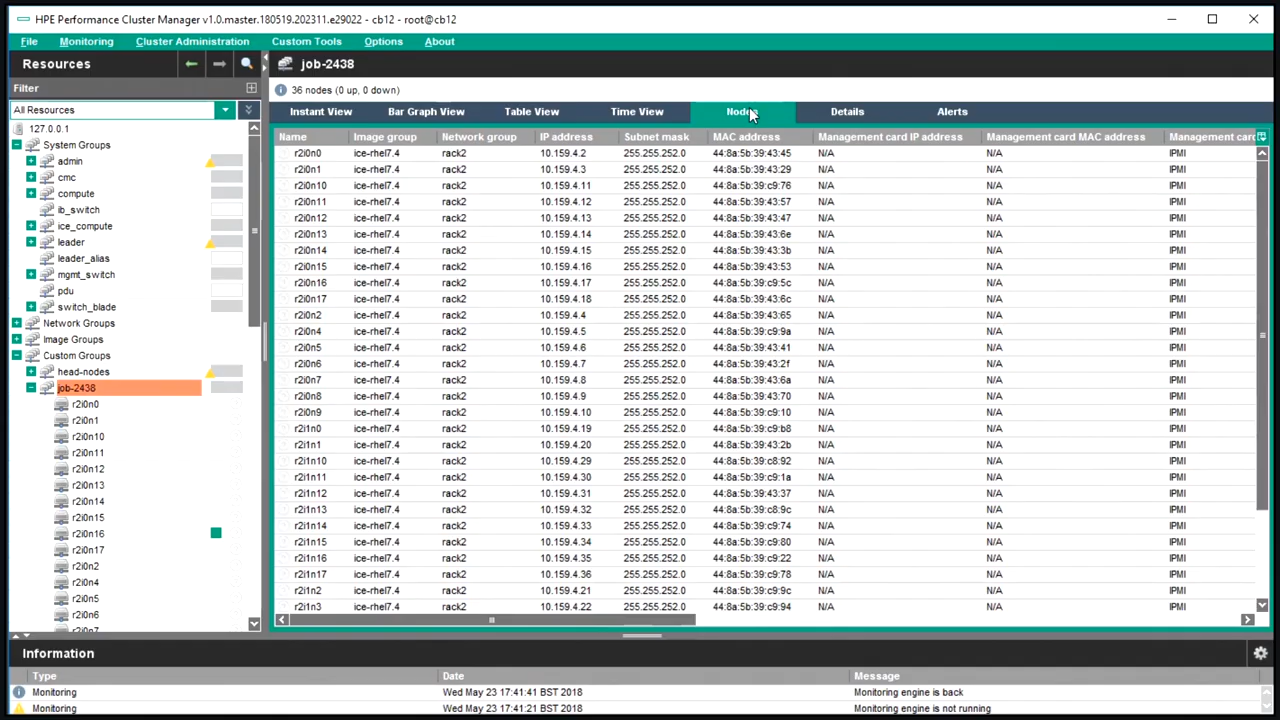 HPE Performance Cluster Manager v1.0.master.180519.202311.e29022 - cb12 - root@cb12
File Monitoring Cluster Administration Custom Tools Options About
Resources
job-2438
Filter
36 nodes (0 up, 0 down)
All Resources
Instant View Bar Graph View Table View Time View Nodes Details Alerts
127.0.0.1
System Groups
admin
cmc
compute
ib_switch
ice_compute
leader
leader_alias
mgmt_switch
pdu
switch_blade
Network Groups
Image Groups
Custom Groups
head-nodes
job-2438
r2i0n0
r2i0n1
r2i0n10
r2i0n11
r2i0n12
r2i0n13
r2i0n14
r2i0n15
r2i0n16
r2i0n17
r2i0n2
r2i0n4
r2i0n5
r2i0n6
r2i0n7
Name Image group Network group IP address Subnet mask MAC address Management card IP address Management card MAC address Management card
r2i0n0 ice-rhel7.4 rack2 10.159.4.2 255.255.252.0 44:8a:5b:39:43:45 N/A N/A IPMI
r2i0n1 ice-rhel7.4 rack2 10.159.4.3 255.255.252.0 44:8a:5b:39:43:29 N/A N/A IPMI
r2i0n10 ice-rhel7.4 rack2 10.159.4.11 255.255.252.0 44:8a:5b:39:c9:76 N/A N/A IPMI
r2i0n11 ice-rhel7.4 rack2 10.159.4.12 255.255.252.0 44:8a:5b:39:43:57 N/A N/A IPMI
r2i0n12 ice-rhel7.4 rack2 10.159.4.13 255.255.252.0 44:8a:5b:39:43:47 N/A N/A IPMI
r2i0n13 ice-rhel7.4 rack2 10.159.4.14 255.255.252.0 44:8a:5b:39:43:6e N/A N/A IPMI
r2i0n14 ice-rhel7.4 rack2 10.159.4.15 255.255.252.0 44:8a:5b:39:43:3b N/A N/A IPMI
r2i0n15 ice-rhel7.4 rack2 10.159.4.16 255.255.252.0 44:8a:5b:39:43:53 N/A N/A IPMI
r2i0n16 ice-rhel7.4 rack2 10.159.4.17 255.255.252.0 44:8a:5b:39:c9:5c N/A N/A IPMI
r2i0n17 ice-rhel7.4 rack2 10.159.4.18 255.255.252.0 44:8a:5b:39:43:6c N/A N/A IPMI
r2i0n2 ice-rhel7.4 rack2 10.159.4.4 255.255.252.0 44:8a:5b:39:43:65 N/A N/A IPMI
r2i0n4 ice-rhel7.4 rack2 10.159.4.5 255.255.252.0 44:8a:5b:39:c9:9a N/A N/A IPMI
r2i0n5 ice-rhel7.4 rack2 10.159.4.6 255.255.252.0 44:8a:5b:39:43:41 N/A N/A IPMI
r2i0n6 ice-rhel7.4 rack2 10.159.4.7 255.255.252.0 44:8a:5b:39:43:2f N/A N/A IPMI
r2i0n7 ice-rhel7.4 rack2 10.159.4.8 255.255.252.0 44:8a:5b:39:43:6a N/A N/A IPMI
r2i0n8 ice-rhel7.4 rack2 10.159.4.9 255.255.252.0 44:8a:5b:39:43:70 N/A N/A IPMI
r2i0n9 ice-rhel7.4 rack2 10.159.4.10 255.255.252.0 44:8a:5b:39:c9:10 N/A N/A IPMI
r2i1n0 ice-rhel7.4 rack2 10.159.4.19 255.255.252.0 44:8a:5b:39:c9:b8 N/A N/A IPMI
r2i1n1 ice-rhel7.4 rack2 10.159.4.20 255.255.252.0 44:8a:5b:39:43:2b N/A N/A IPMI
r2i1n10 ice-rhel7.4 rack2 10.159.4.29 255.255.252.0 44:8a:5b:39:c8:92 N/A N/A IPMI
r2i1n11 ice-rhel7.4 rack2 10.159.4.30 255.255.252.0 44:8a:5b:39:c9:1a N/A N/A IPMI
r2i1n12 ice-rhel7.4 rack2 10.159.4.31 255.255.252.0 44:8a:5b:39:43:37 N/A N/A IPMI
r2i1n13 ice-rhel7.4 rack2 10.159.4.32 255.255.252.0 44:8a:5b:39:c8:9c N/A N/A IPMI
r2i1n14 ice-rhel7.4 rack2 10.159.4.33 255.255.252.0 44:8a:5b:39:c9:74 N/A N/A IPMI
r2i1n15 ice-rhel7.4 rack2 10.159.4.34 255.255.252.0 44:8a:5b:39:c9:80 N/A N/A IPMI
r2i1n16 ice-rhel7.4 rack2 10.159.4.35 255.255.252.0 44:8a:5b:39:c9:22 N/A N/A IPMI
r2i1n17 ice-rhel7.4 rack2 10.159.4.36 255.255.252.0 44:8a:5b:39:c9:78 N/A N/A IPMI
r2i1n2 ice-rhel7.4 rack2 10.159.4.21 255.255.252.0 44:8a:5b:39:c9:9c N/A N/A IPMI
r2i1n3 ice-rhel7.4 rack2 10.159.4.22 255.255.252.0 44:8a:5b:39:c9:94 N/A N/A IPMI
Information
Type Date Message
Monitoring Wed May 23 17:41:41 BST 2018 Monitoring engine is back
Monitoring Wed May 23 17:41:21 BST 2018 Monitoring engine is not running